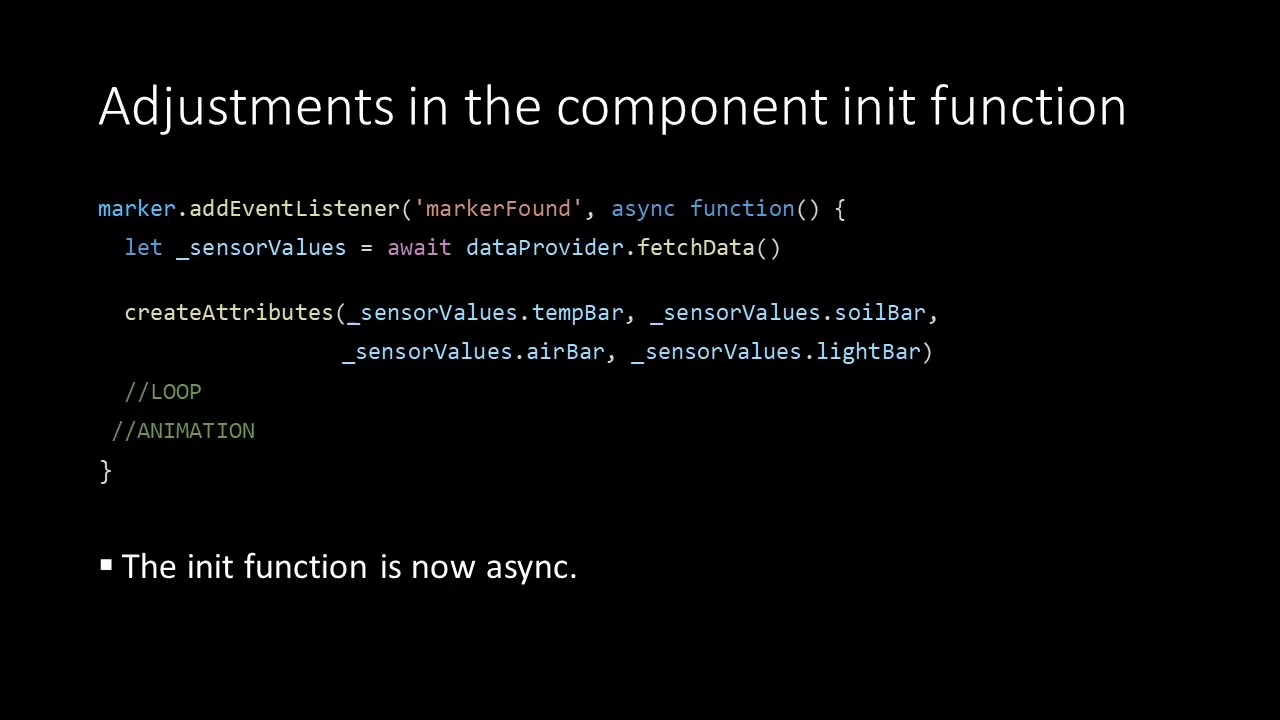 Adjustments in the component init function
marker.addEventListener('markerFound', async function() {
let _sensorValues = await dataProvider.fetchData()
createAttributes(_sensorValues.tempBar, _sensorValues.soilBar,
_sensorValues.airBar, _sensorValues.lightBar)
//LOOP
//ANIMATION
}
▪ The init function is now async.